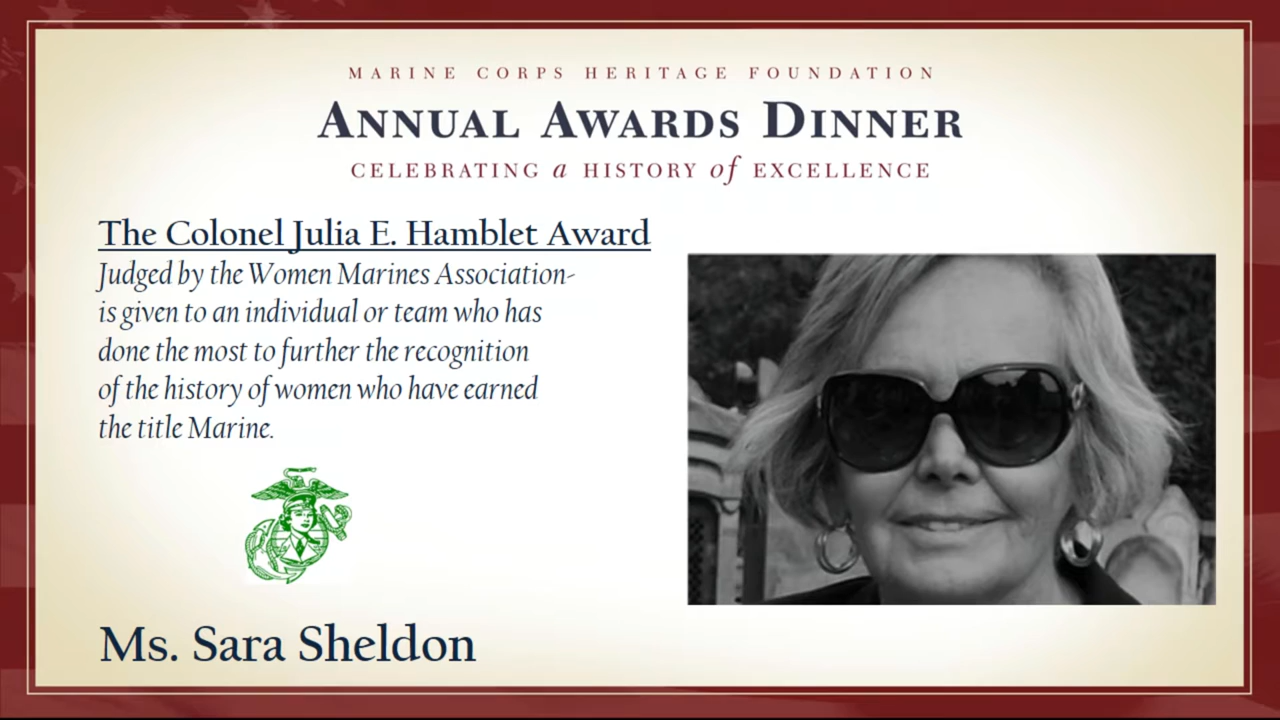 MARINE CORPS HERITAGE FOUNDATION
ANNUAL AWARDS DINNER
CELEBRATING a HISTORY of EXCELLENCE
The Colonel Julia E. Hamblet Award
Judged by the Women Marines Association-
is given to an individual or team who has
done the most to further the recognition
of the history of women who have earned
the title Marine.
Ms. Sara Sheldon